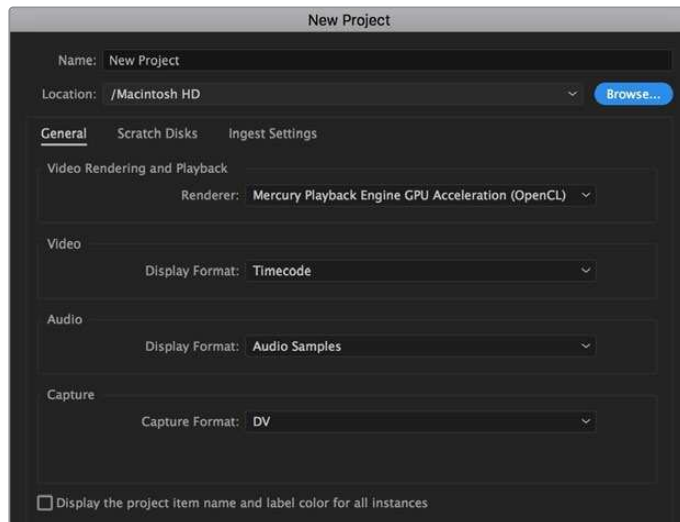 New Project
Name: New Project
Location: /Macintosh HD Browse...
General Scratch Disks Ingest Settings
Video Rendering and Playback
Renderer: Mercury Playback Engine GPU Acceleration (OpenCL)
Video
Display Format: Timecode
Audio
Display Format: Audio Samples
Capture
Capture Format: DV
Display the project item name and label color for all instances